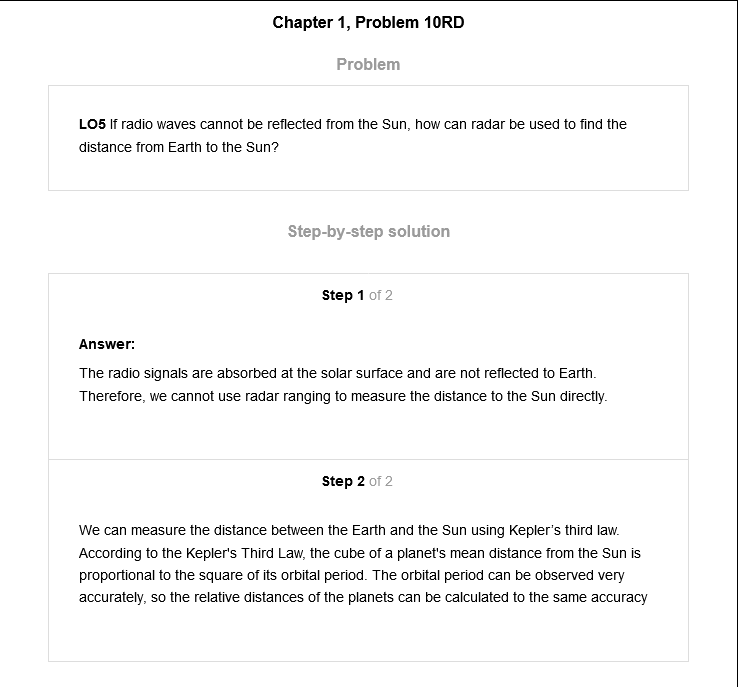 Chapter 1, Problem 10RD
Problem
LO5 If radio waves cannot be reflected from the Sun, how can radar be used to find the
distance from Earth to the Sun?
Step-by-step solution
Step 1 of 2
Answer:
The radio signals are absorbed at the solar surface and are not reflected to Earth.
Therefore, we cannot use radar ranging to measure the distance to the Sun directly.
Step 2 of 2
We can measure the distance between the Earth and the Sun using Kepler’s third law.
According to the Kepler's Third Law, the cube of a planet's mean distance from the Sun is
proportional to the square of its orbital period. The orbital period can be observed very
accurately, so the relative distances of the planets can be calculated to the same accuracy